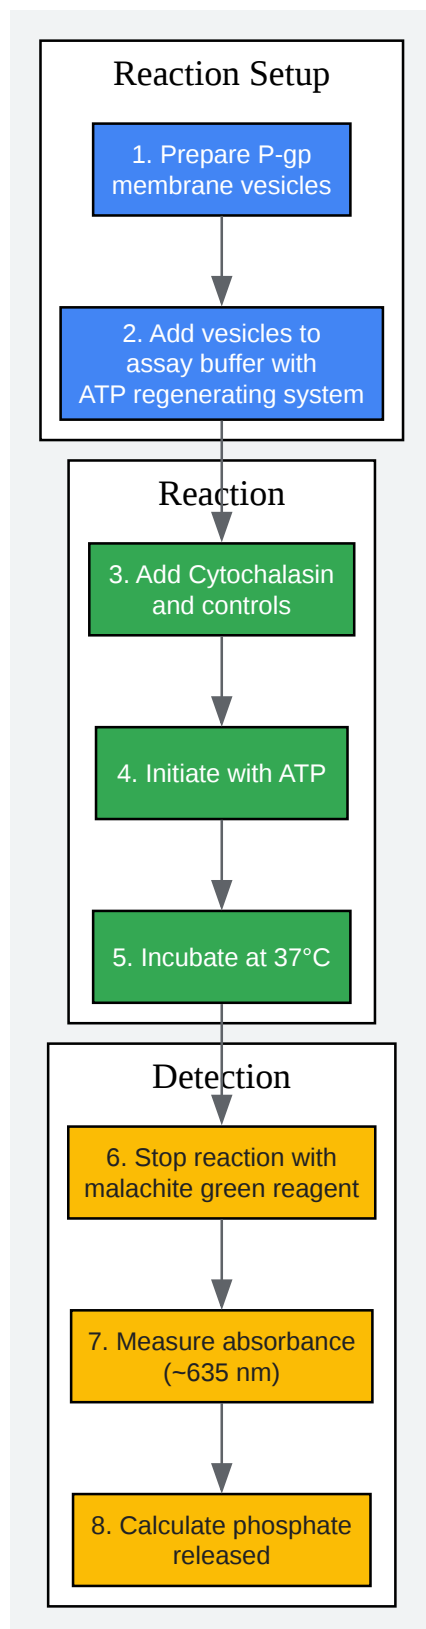 Reaction Setup
1. Prepare P-gp
membrane vesicles
2. Add vesicles to
assay buffer with
ATP regenerating system
Reaction
3. Add Cytochalasin
and controls
4. Initiate with ATP
5. Incubate at 37°C
Detection
6. Stop reaction with
malachite green reagent
7. Measure absorbance
(~635 nm)
8. Calculate phosphate
released